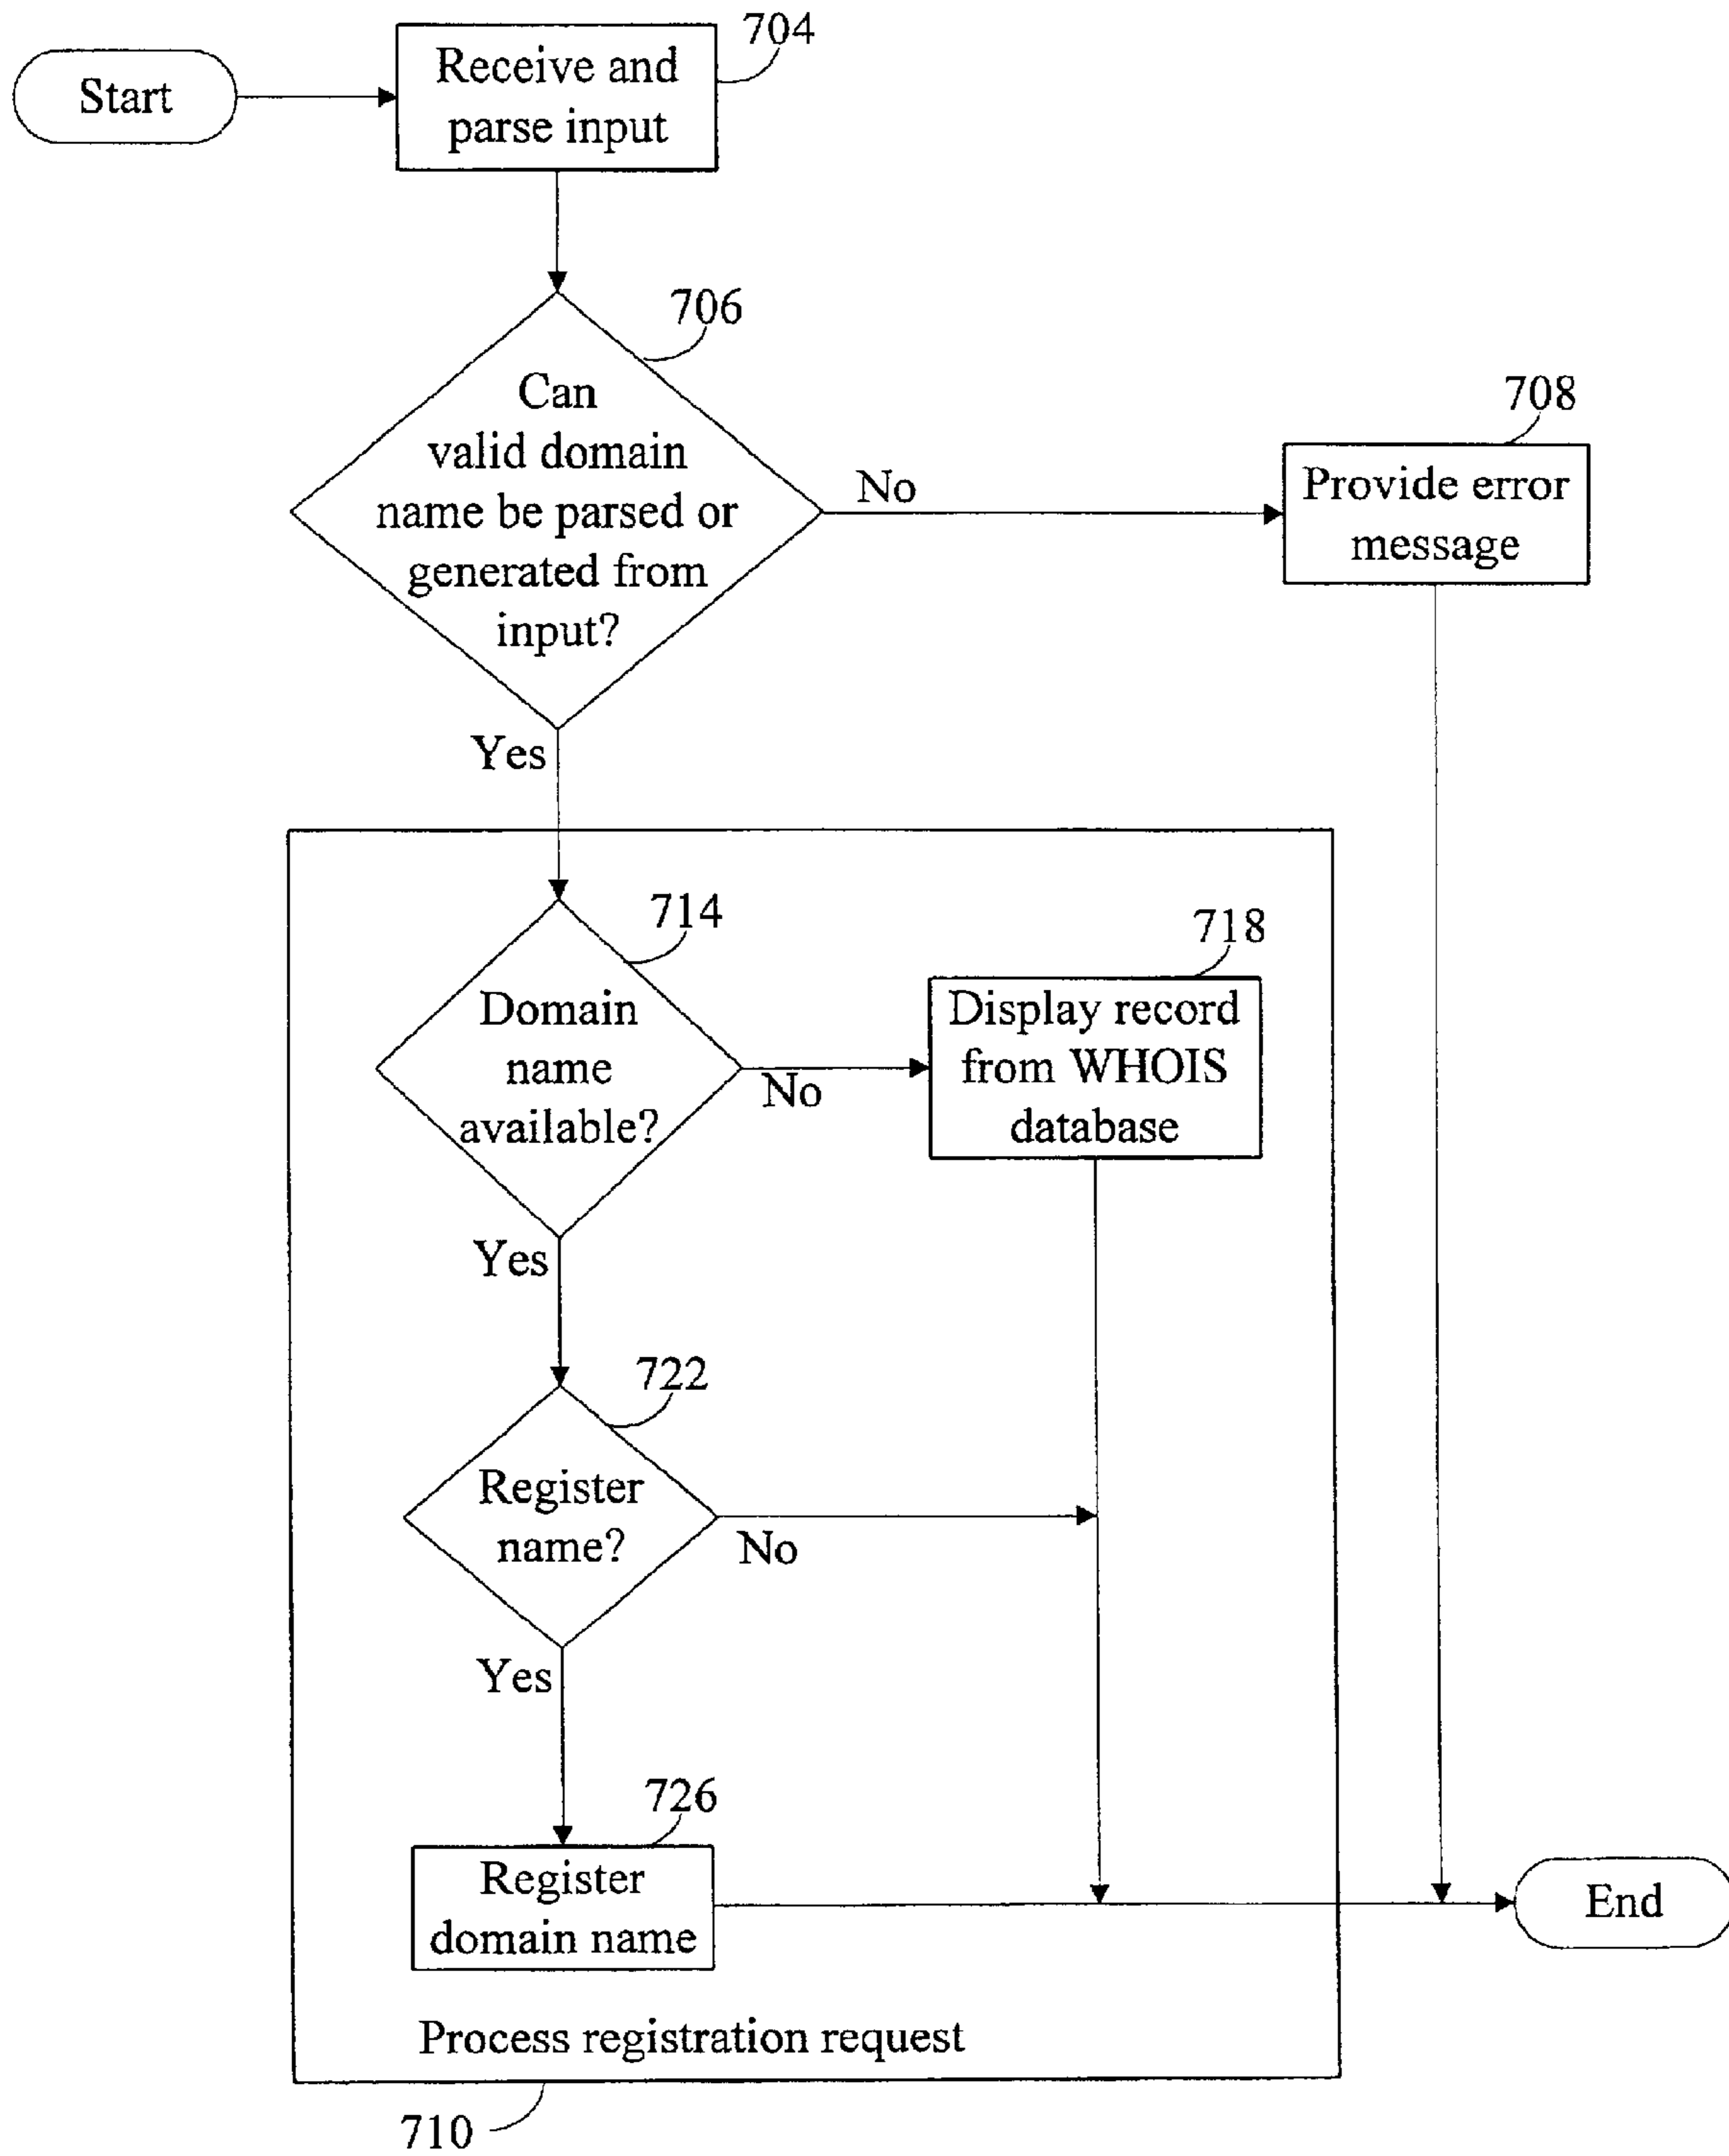 704
Start
Receive and
parse input
706
Can
valid domain
name be parsed or
generated from
input?
No
708
Provide error
message
Yes
714
Domain
name
available?
No
718
Display record
from WHOIS
database
Yes
722
Register
name?
No
Yes
726
Register
domain name
End
Process registration request
710